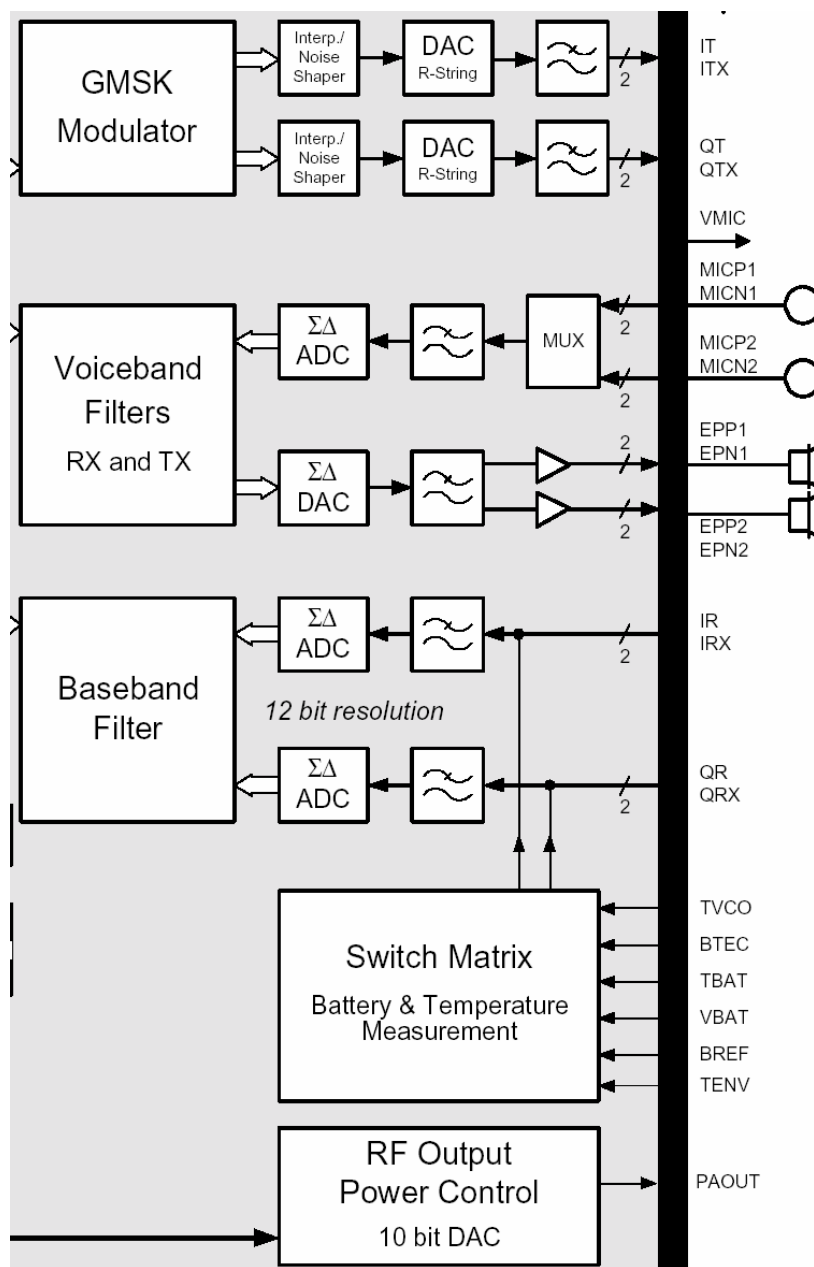 GMSK
Modulator
Interp./
Noise
Shaper
DAC
R-String
2
IT
ITX
Interp./
Noise
Shaper
DAC
R-String
2
QT
QTX
VMIC
Voiceband
Filters
RX and TX
ΣΔ
ADC
MUX
2
MICP1
MICN1
2
MICP2
MICN2
ΣΔ
DAC
2
EPP1
EPN1
2
EPP2
EPN2
Baseband
Filter
ΣΔ
ADC
2
IR
IRX
12 bit resolution
ΣΔ
ADC
2
QR
QRX
Switch Matrix
Battery & Temperature
Measurement
TVCO
BTEC
TBAT
VBAT
BREF
TENV
RF Output
Power Control
10 bit DAC
PAOUT